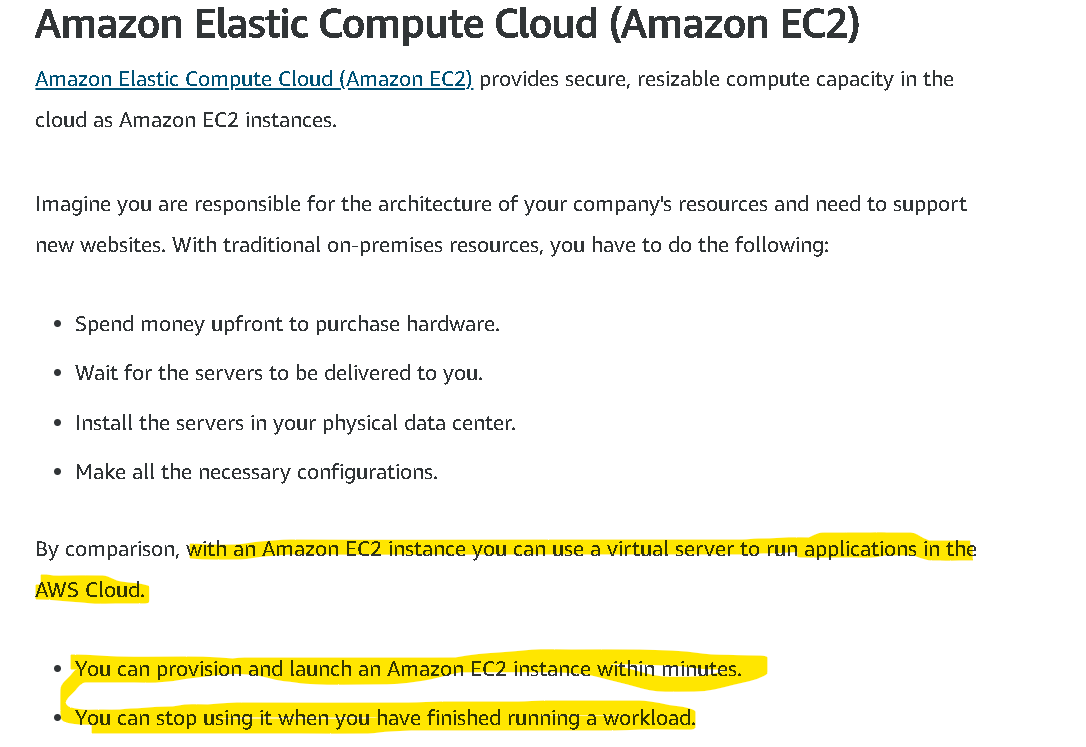 Amazon Elastic Compute Cloud (Amazon EC2)
Amazon Elastic Compute Cloud (Amazon EC2) provides secure, resizable compute capacity in the
cloud as Amazon EC2 instances.
Imagine you are responsible for the architecture of your company's resources and need to support
new websites. With traditional on-premises resources, you have to do the following:
• Spend money upfront to purchase hardware.
• Wait for the servers to be delivered to you.
• Install the servers in your physical data center.
• Make all the necessary configurations.
By comparison, with an Amazon EC2 instance you can use a virtual server to run applications in the
AWS Cloud.
• You can provision and launch an Amazon EC2 instance within minutes.
• You can stop using it when you have finished running a workload.